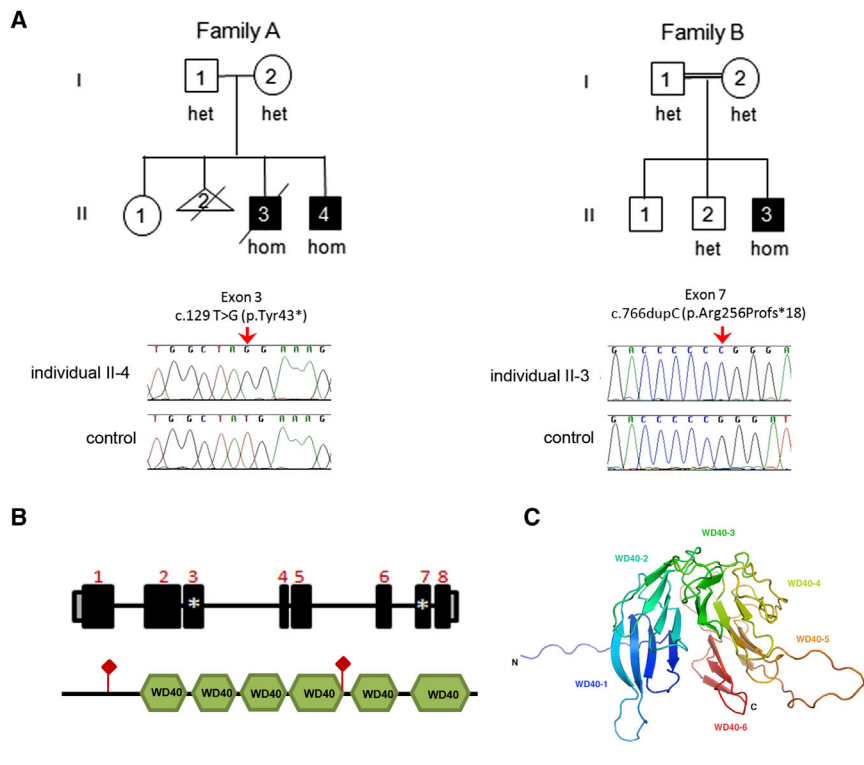 A
Family A
Family B
I
1
2
het
het
I
1
2
het
het
II
1
2
3
4
hom
hom
II
1
2
3
het
hom
Exon 3
c.129 T>G (p.Tyr43*)
Exon 7
c.766dupC (p.Arg256Profs*18)
individual II-4
T G G C T A G G A A A G
individual II-3
G A C C C C C C G G G A
control
T G G C T A T G A A A G
control
G A C C C C C G G G A T
B
1 2 3 4 5 6 7 8
* *
WD40 WD40 WD40 WD40 WD40 WD40
C
WD40-3
WD40-2
WD40-4
WD40-5
N
WD40-1
C
WD40-6